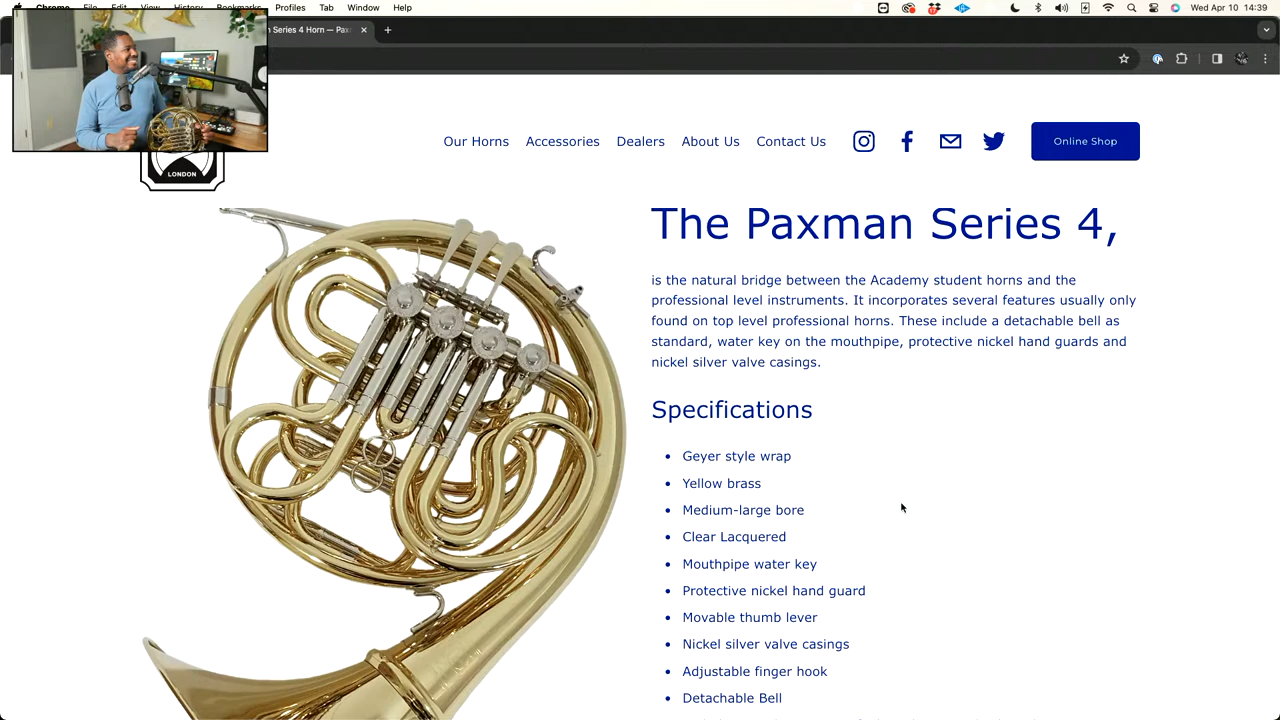 Chrome File Edit View History Bookmarks Profiles Tab Window Help
Wed Apr 10 14:39
Series 4 Horn — Pax
Our Horns Accessories Dealers About Us Contact Us
Online Shop
LONDON
The Paxman Series 4,
is the natural bridge between the Academy student horns and the
professional level instruments. It incorporates several features usually only
found on top level professional horns. These include a detachable bell as
standard, water key on the mouthpipe, protective nickel hand guards and
nickel silver valve casings.
Specifications
• Geyer style wrap
• Yellow brass
• Medium-large bore
• Clear Lacquered
• Mouthpipe water key
• Protective nickel hand guard
• Movable thumb lever
• Nickel silver valve casings
• Adjustable finger hook
• Detachable Bell